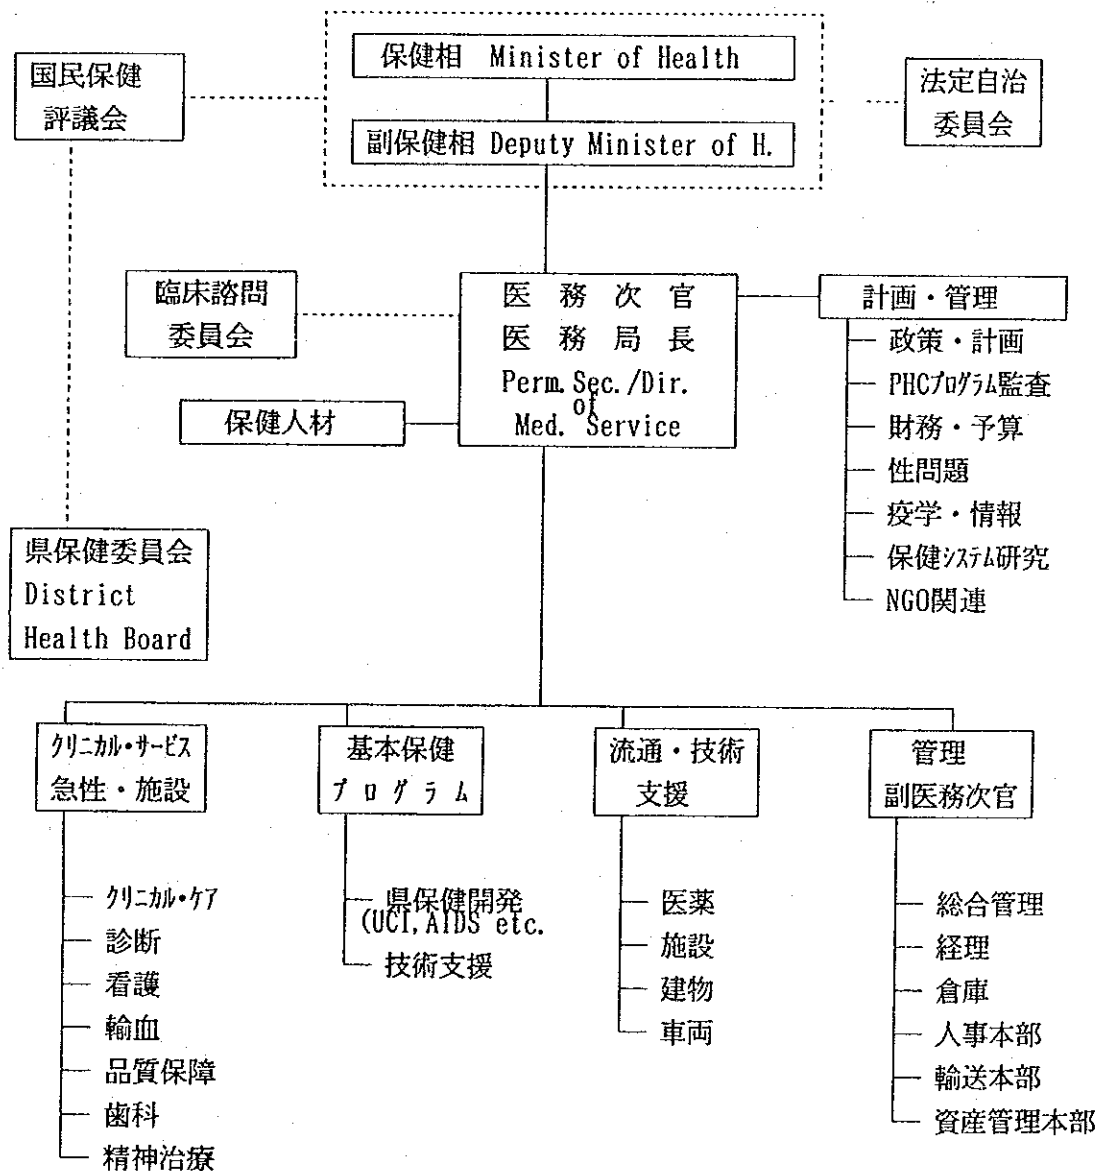 保健相 Minister of Health
国民保健
評議会
法定自治
委員会
副保健相 Deputy Minister of H.
臨床諮問
委員会
医務次官
医務局長
Perm. Sec./Dir.
of
Med. Service
計画・管理
政策・計画
PHCプログラム監査
財務・予算
性問題
疫学・情報
保健システム研究
NGO関連
保健人材
県保健委員会
District
Health Board
クリニカル・サービス
急性・施設
クリニカル・ケア
診断
看護
輸血
品質保障
歯科
精神治療
基本保健
プログラム
県保健開発
(UCI, AIDS etc.
技術支援
流通・技術
支援
医薬
施設
建物
車両
管理
副医務次官
総合管理
経理
倉庫
人事本部
輸送本部
資産管理本部